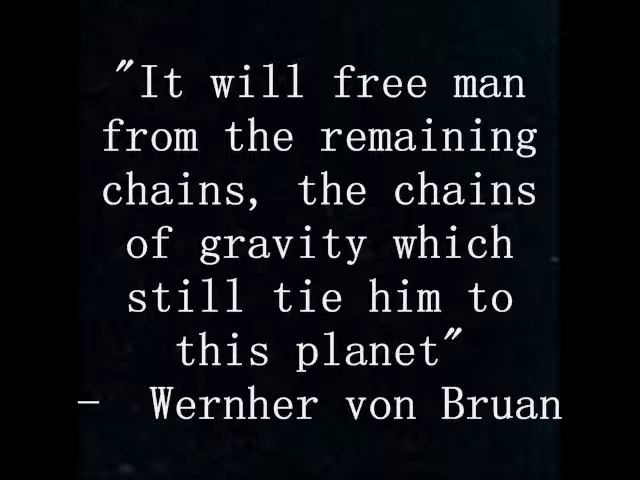 "It will free man
from the remaining
chains, the chains
of gravity which
still tie him to
this planet"
- Wernher von Bruan